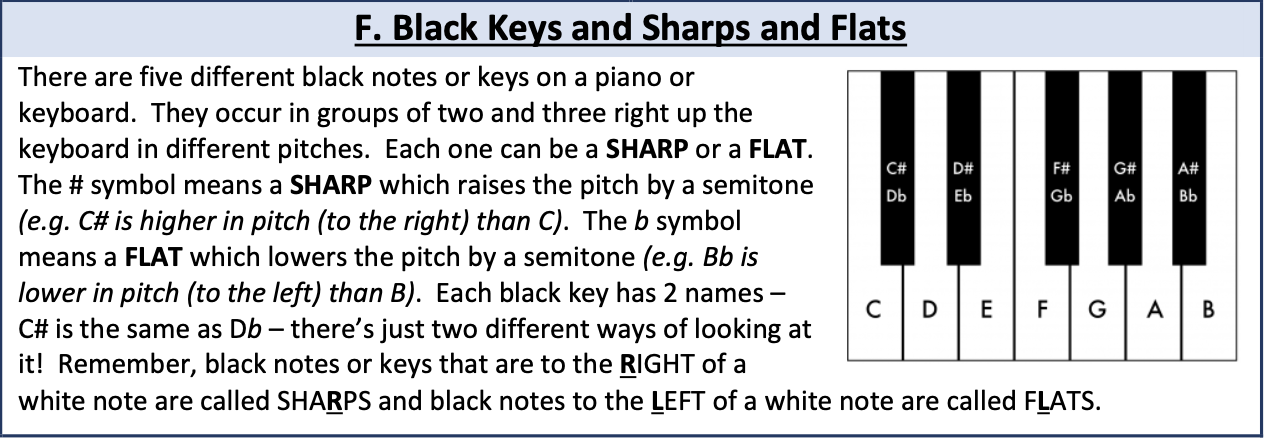 F. Black Keys and Sharps and Flats
There are five different black notes or keys on a piano or
keyboard.  They occur in groups of two and three right up the
keyboard in different pitches.  Each one can be a SHARP or a FLAT.
The # symbol means a SHARP which raises the pitch by a semitone
(e.g. C# is higher in pitch (to the right) than C).  The b symbol
means a FLAT which lowers the pitch by a semitone (e.g. Bb is
lower in pitch (to the left) than B).  Each black key has 2 names –
C# is the same as Db – there’s just two different ways of looking at
it!  Remember, black notes or keys that are to the RIGHT of a
white note are called SHARPS and black notes to the LEFT of a white note are called FLATS.
C# D# F# G# A#
Db Eb Gb Ab Bb
C D E F G A B